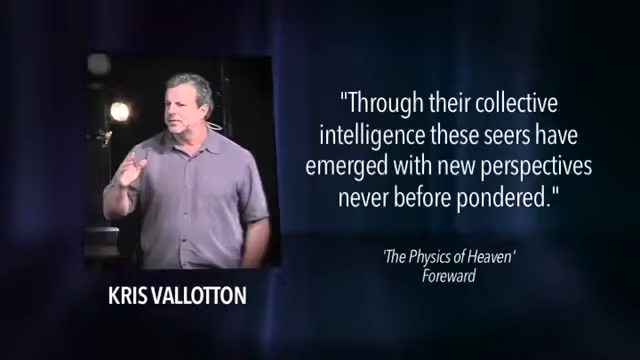 "Through their collective
intelligence these seers have
emerged with new perspectives
never before pondered."
'The Physics of Heaven'
Foreward
KRIS VALLOTTON